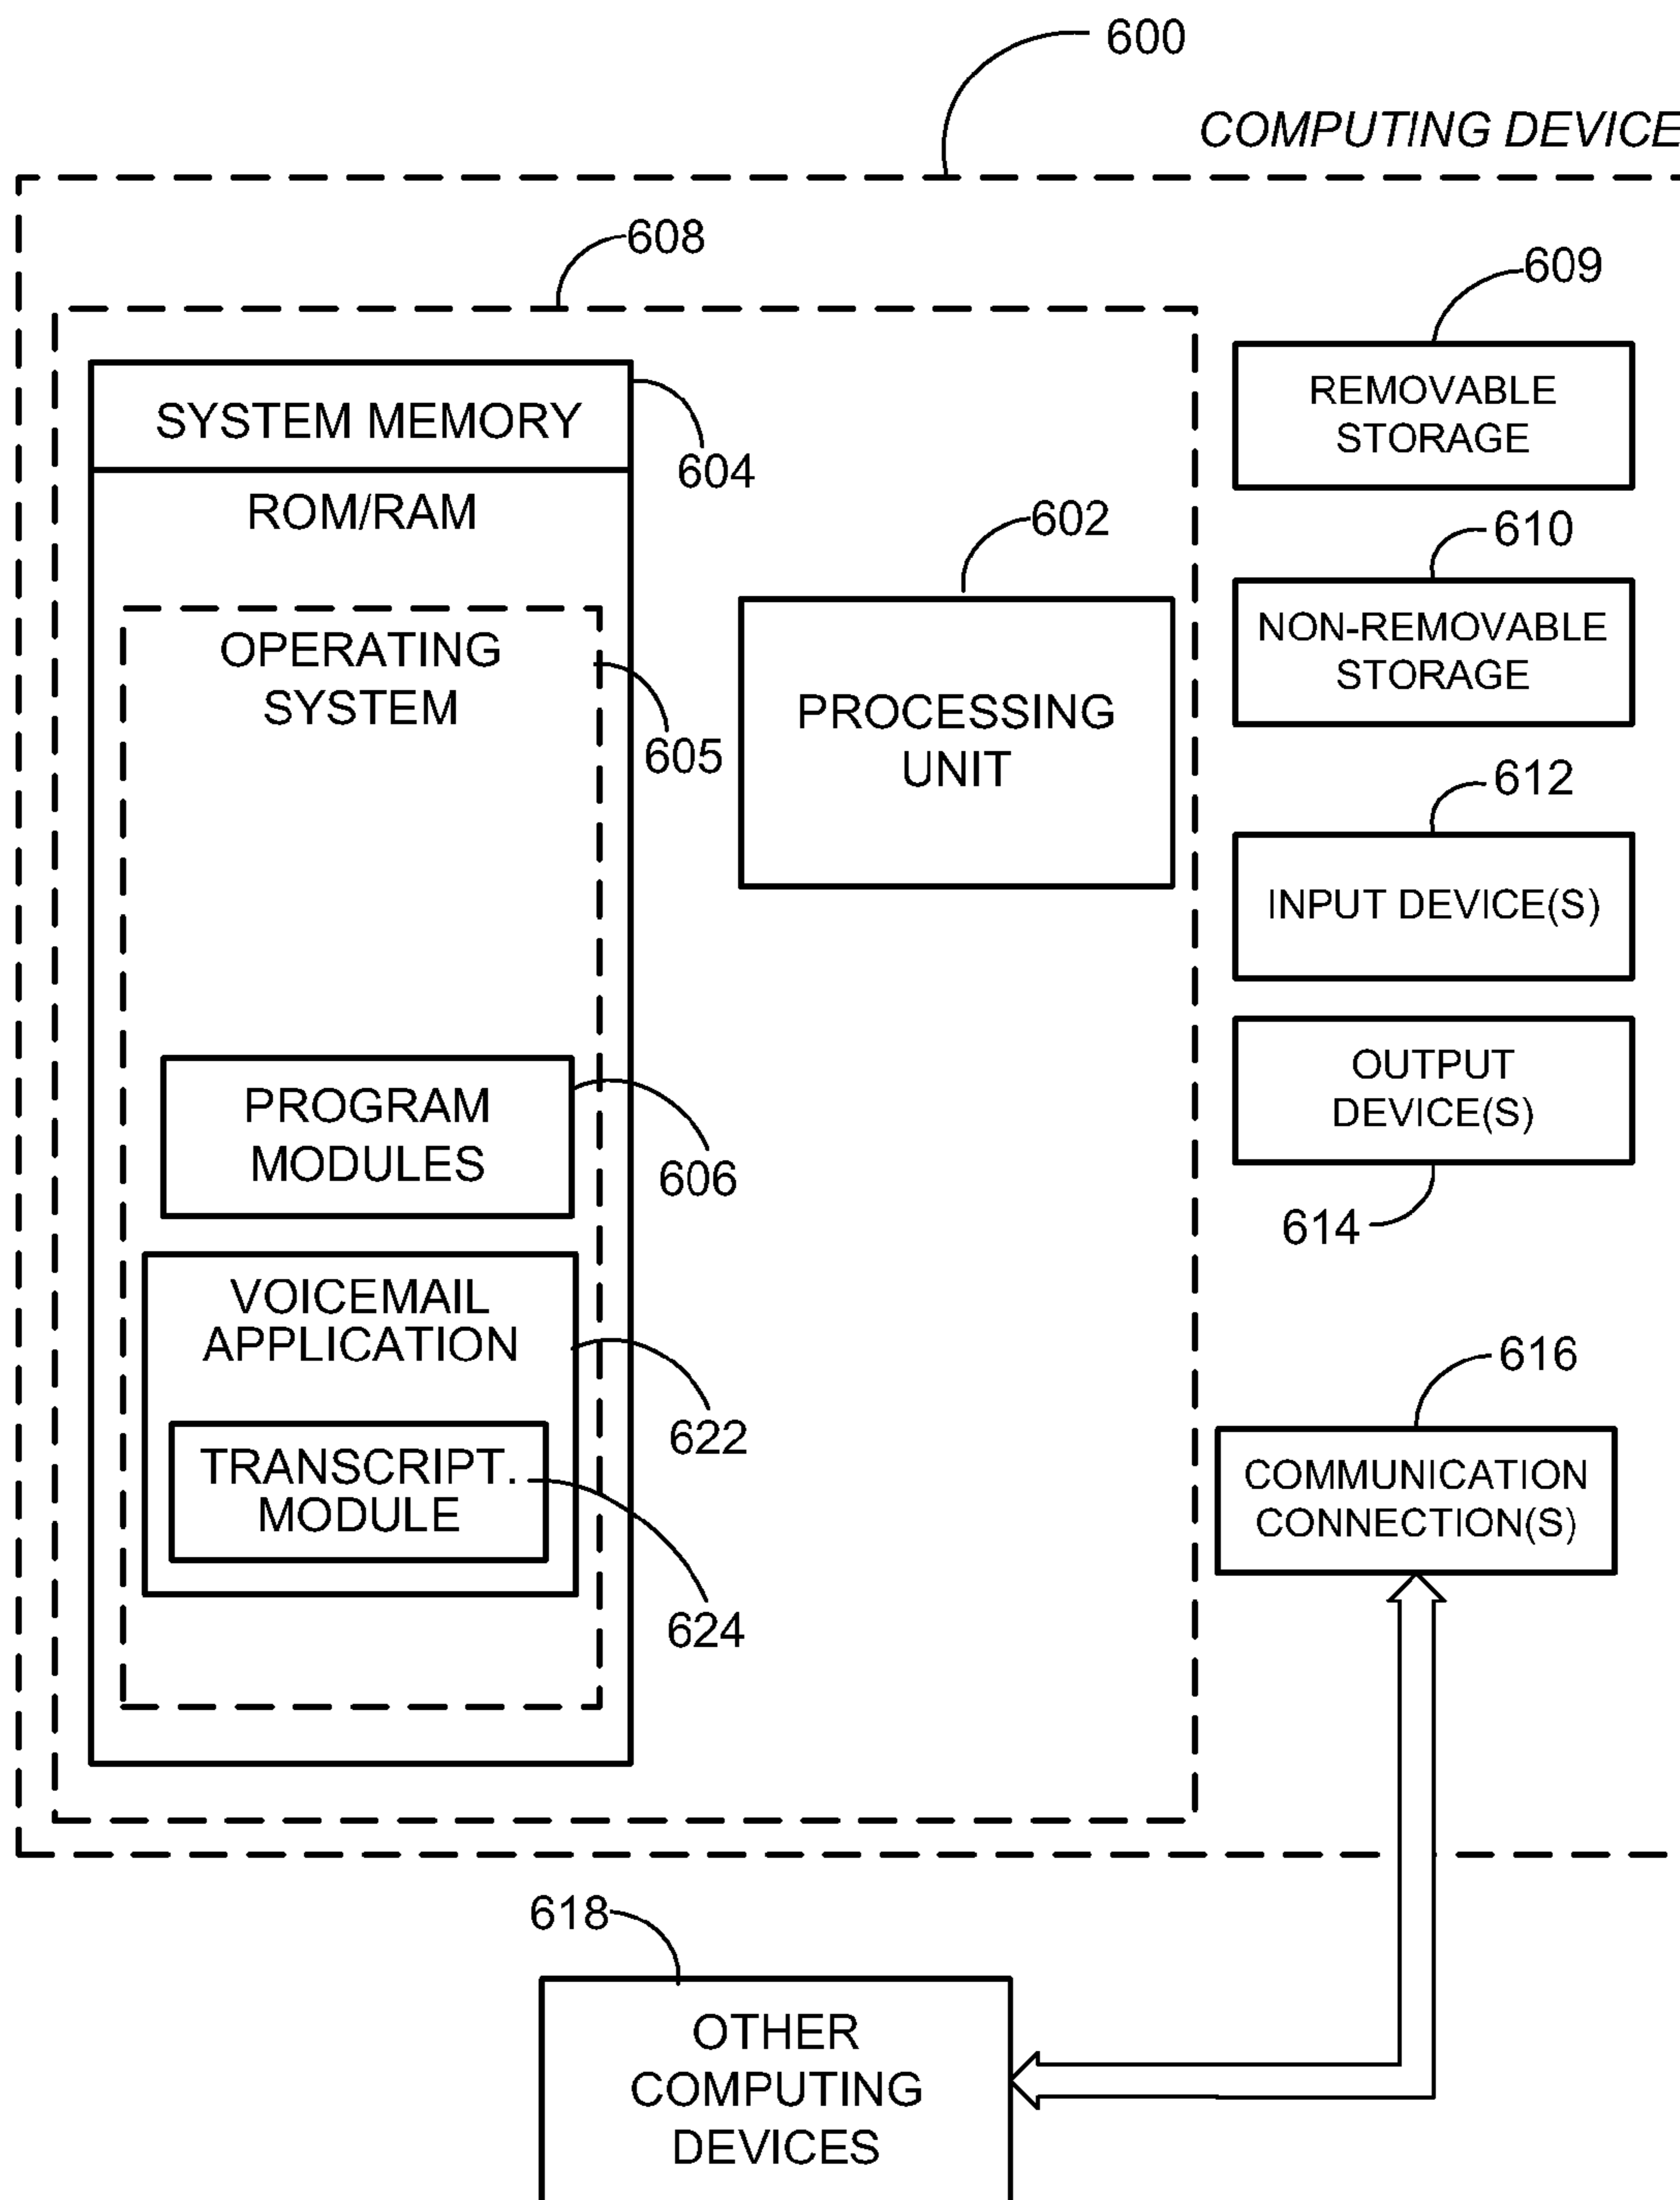 600
COMPUTING DEVICE
608
609
SYSTEM MEMORY
604
REMOVABLE
STORAGE
ROM/RAM
602
610
OPERATING
SYSTEM
605
PROCESSING
UNIT
NON-REMOVABLE
STORAGE
612
INPUT DEVICE(S)
OUTPUT
DEVICE(S)
614
PROGRAM
MODULES
606
VOICEMAIL
APPLICATION
622
616
TRANSCRIPT.
MODULE
624
COMMUNICATION
CONNECTION(S)
618
OTHER
COMPUTING
DEVICES